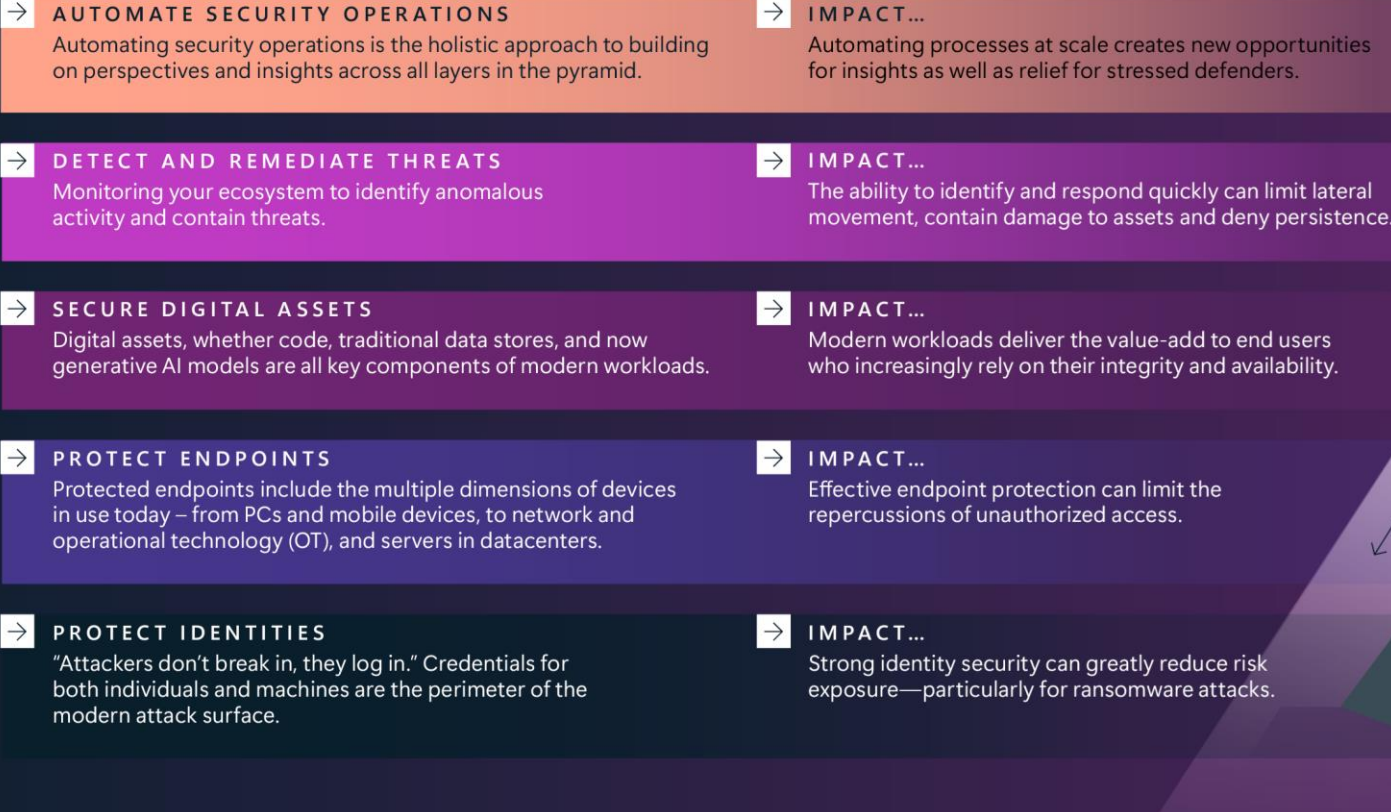 AUTOMATE SECURITY OPERATIONS
Automating security operations is the holistic approach to building
on perspectives and insights across all layers in the pyramid.
IMPACT…
Automating processes at scale creates new opportunities
for insights as well as relief for stressed defenders.
DETECT AND REMEDIATE THREATS
Monitoring your ecosystem to identify anomalous
activity and contain threats.
IMPACT…
The ability to identify and respond quickly can limit lateral
movement, contain damage to assets and deny persistence.
SECURE DIGITAL ASSETS
Digital assets, whether code, traditional data stores, and now
generative AI models are all key components of modern workloads.
IMPACT…
Modern workloads deliver the value-add to end users
who increasingly rely on their integrity and availability.
PROTECT ENDPOINTS
Protected endpoints include the multiple dimensions of devices
in use today – from PCs and mobile devices, to network and
operational technology (OT), and servers in datacenters.
IMPACT…
Effective endpoint protection can limit the
repercussions of unauthorized access.
PROTECT IDENTITIES
“Attackers don’t break in, they log in.” Credentials for
both individuals and machines are the perimeter of the
modern attack surface.
IMPACT…
Strong identity security can greatly reduce risk
exposure—particularly for ransomware attacks.